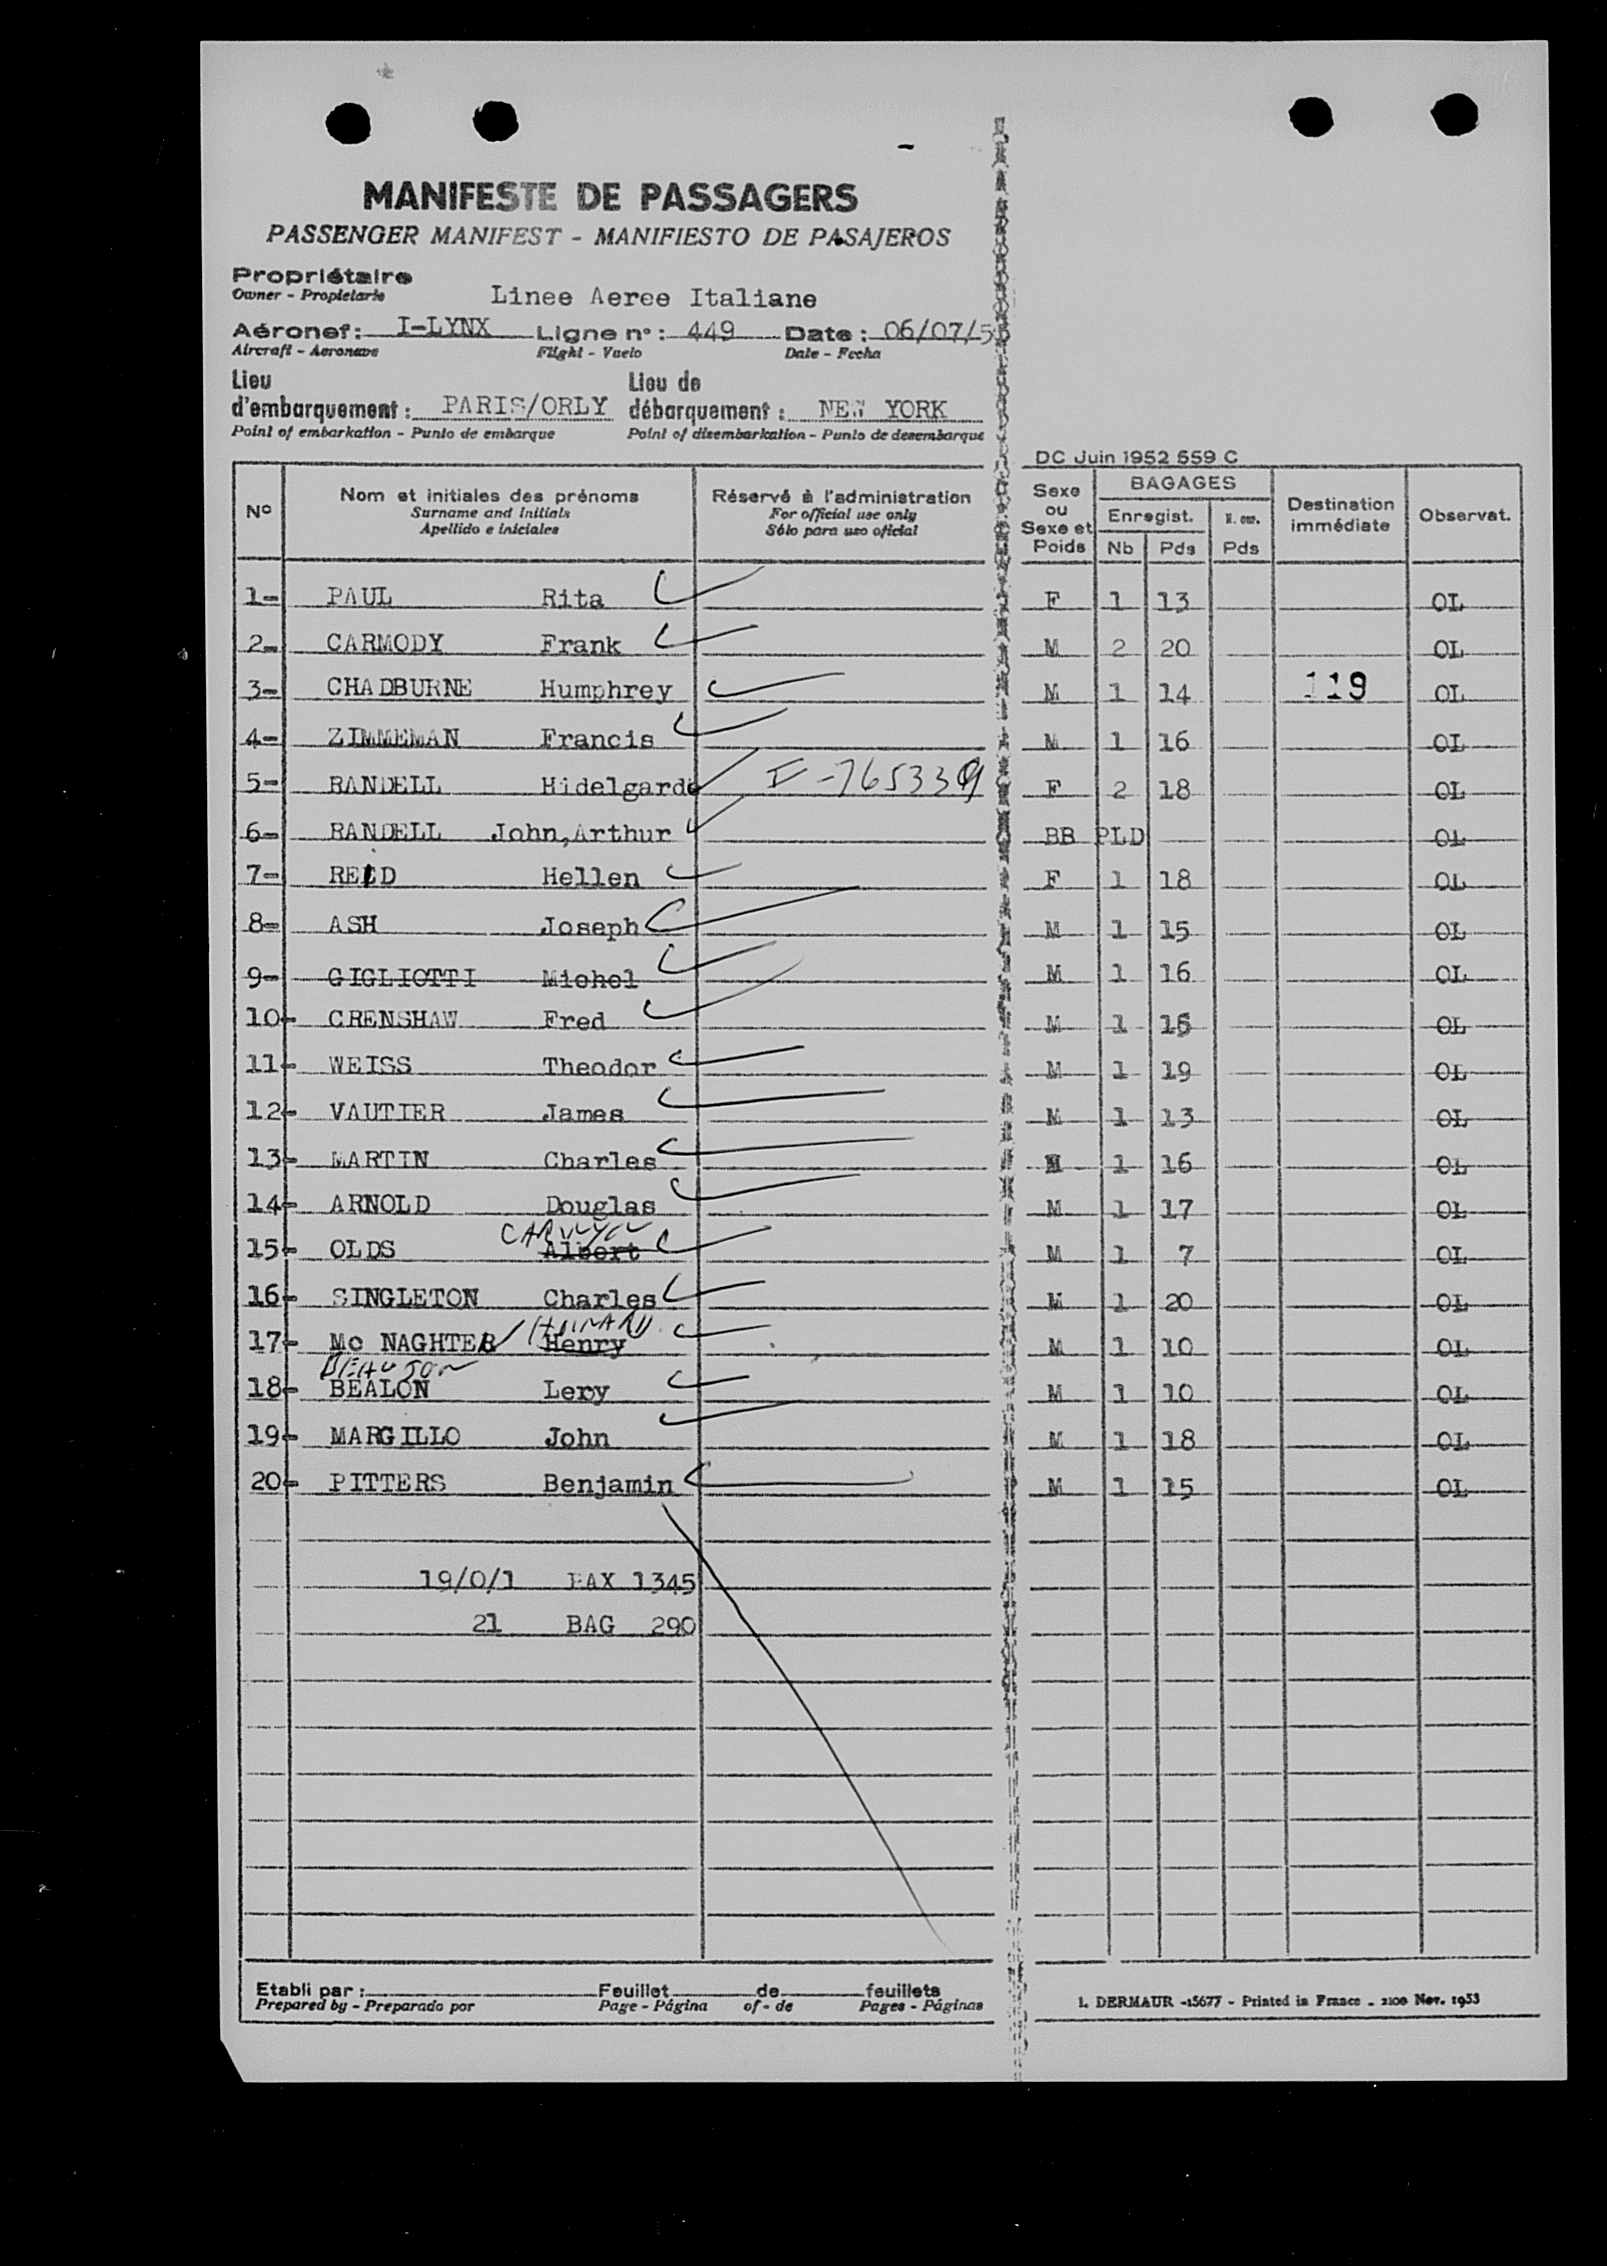 MANIFESTE DE PASSAGERS
PASSENGER MANIFEST - MANIFIESTO DE PASAJEROS
Propriétaire
Owner - Propietario Linee Aeree Italiane
Aéronef: I-LYNX Ligne n°: 449 Date: 06/07/5
Aircraft - Aeronave Flight - Vuelo Date - Fecha
Lieu d'embarquement: PARIS/ORLY Lieu de débarquement: NEW YORK
Point of embarkation - Punto de embarque Point of disembarkation - Punto de desembarque
DC Juin 1952 559 C
N° Nom et initiales des prénoms Réservé à l'administration Sexe ou Sexe et Poids BAGAGES Destination immédiate Observat.
Surname and initials For official use only Enregist.
Apellido e iniciales Sólo para uso oficial Nb Pds Pds
1- PAUL Rita F 1 13 OL
2- CARMODY Frank M 2 20 OL
3- CHADBURNE Humphrey M 1 14 119 OL
4- ZIMMEMAN Francis M 1 16 OL
5- RANDELL Hidelgarde 765339 F 2 18 OL
6- RANDELL John,Arthur BB PLD OL
7- Hellen F 1 18 OL
8- ASH Joseph M 1 15 OL
9- GIGLIOTTI Michel M 1 16 OL
10- CRENSHAW Fred M 1 OL
11- WEISS Theodor M 1 19 OL
12- VAUTIER James M 1 13 OL
13- MARTIN Charles M 1 16 OL
14- ARNOLD Douglas M 1 17 OL
15- OLDS Albert M 1 7 OL
16- SINGLETON Charles M 1 20 OL
17- Mc NAGHTER Henry M 1 10 OL
18- BEALON Lery M 1 10 OL
19- MARGILLO John M 1 18 OL
20- PITTERS Benjamin M 1 15 OL
19/0/1 PAX 1345
21 BAG 290
Etabli par: Feuillet de feuillets
Prepared by - Preparado por Page - Página of - de Pages - Páginas
DERMAUR -15677 - Printed in France - 2100 Nov. 1953